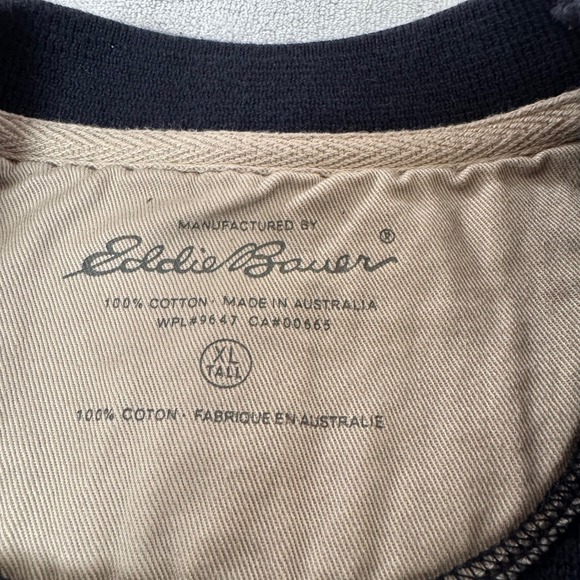 MANUFACTURED BY
Eddie Bauer®
100% COTTON · MADE IN AUSTRALIA
WPL#9647 CA#00665
XL
TALL
100% COTON · FABRIQUE EN AUSTRALIE